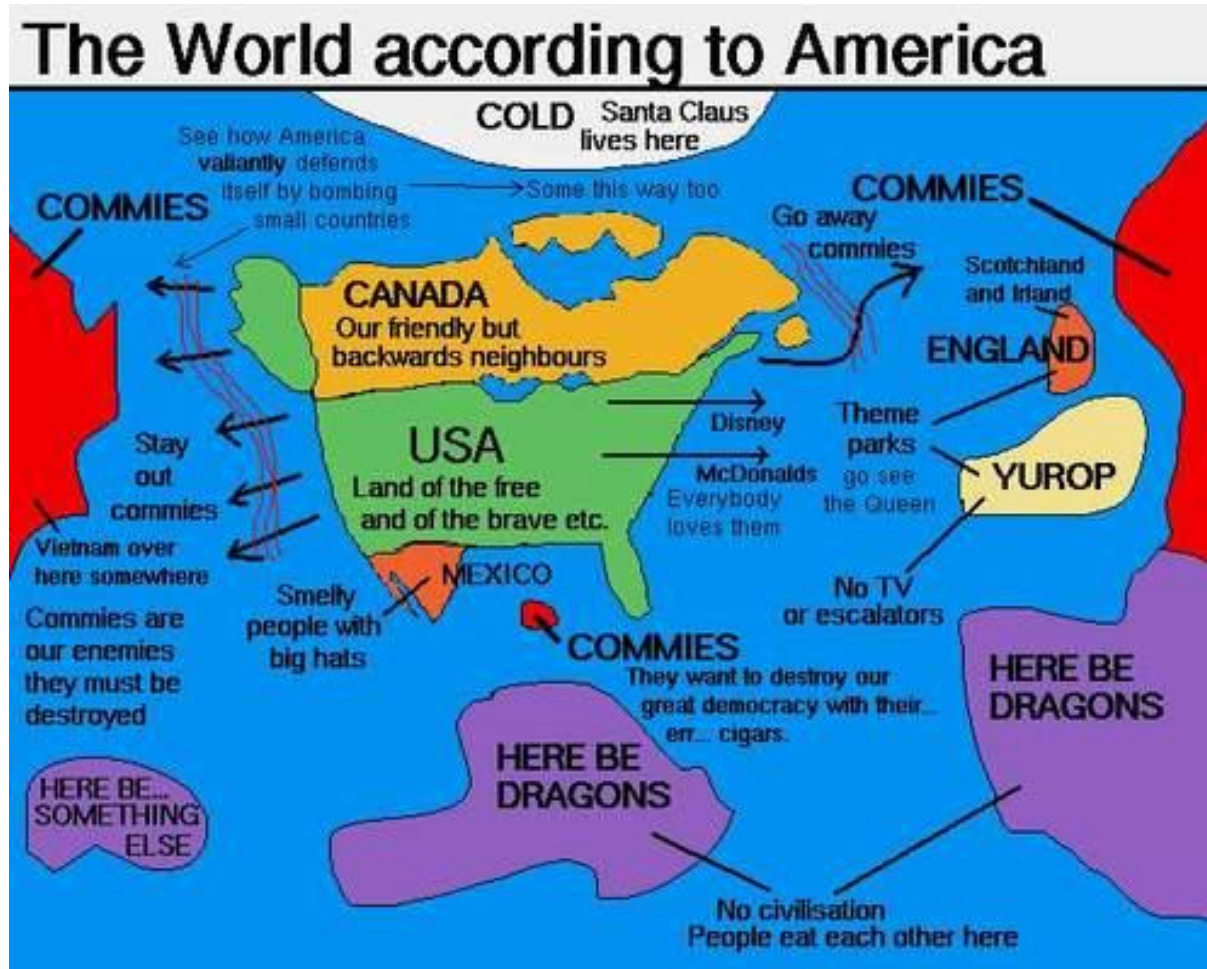 The World according to America
COLD Santa Claus
lives here
See how America
valiantly defends
itself by bombing
small countries
Some this way too
COMMIES
COMMIES
Go away
commies
Scotchland
and Irland
CANADA
Our friendly but
backwards neighbours
ENGLAND
USA
Land of the free
and of the brave etc.
Disney
McDonalds
Everybody
loves them
Theme
parks
go see
the Queen
YUROP
Stay
out
commies
Vietnam over
here somewhere
Commies are
our enemies
they must be
destroyed
MEXICO
Smelly
people with
big hats
No TV
or escalators
COMMIES
They want to destroy our
great democracy with their...
err... cigars.
HERE BE
DRAGONS
HERE BE
DRAGONS
HERE BE...
SOMETHING
ELSE
No civilisation
People eat each other here